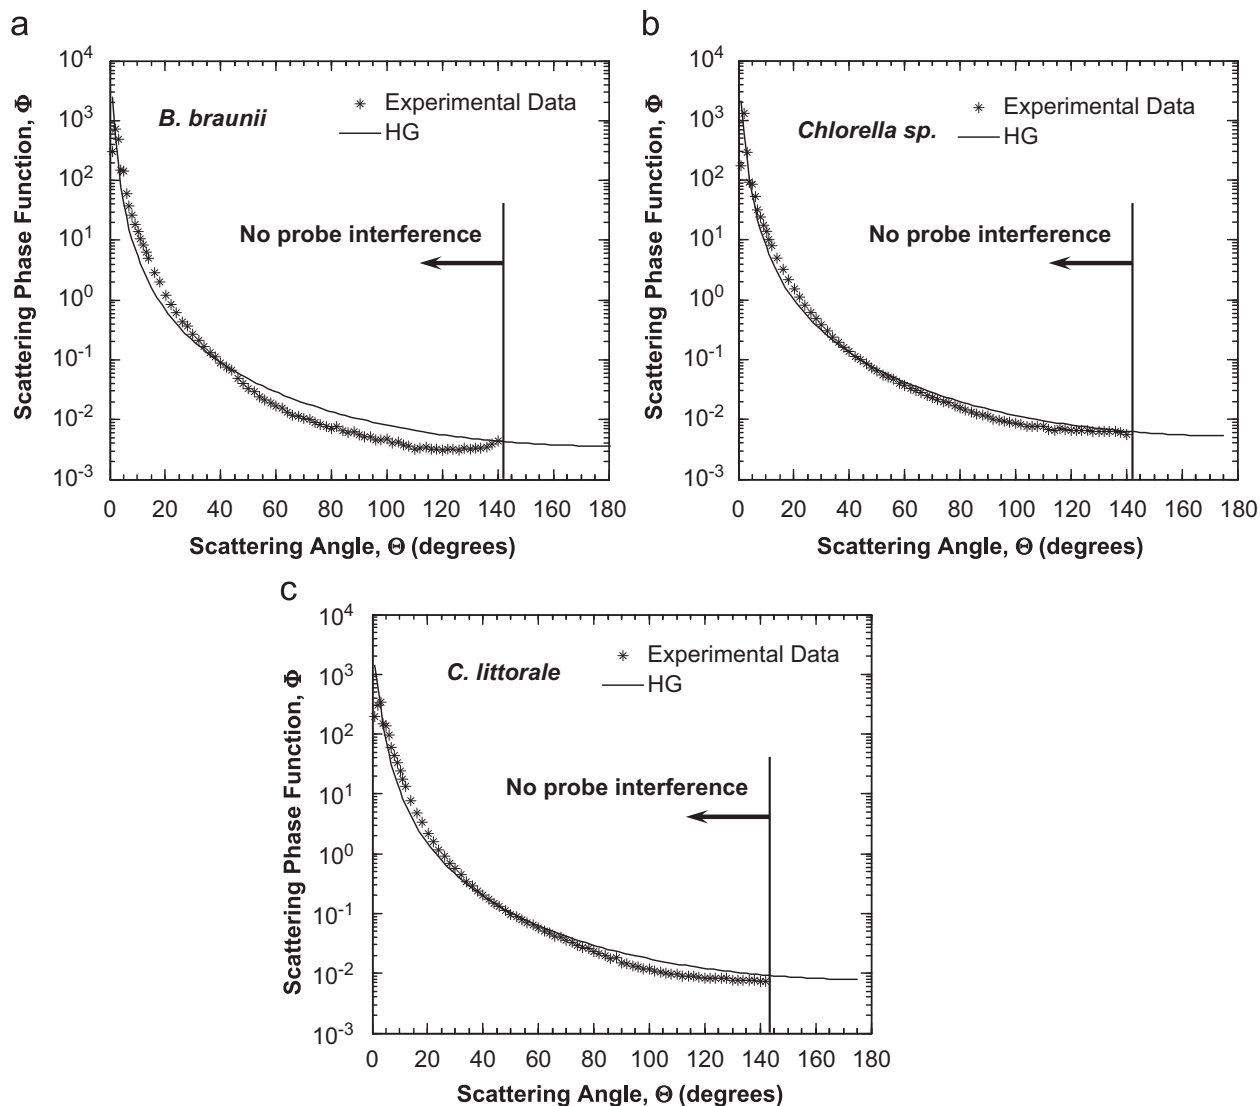 a
10^4
10^3
10^2
10^1
10^0
10^-1
10^-2
10^-3
Scattering Phase Function, Φ
B. braunii
Experimental Data
HG
No probe interference
0 20 40 60 80 100 120 140 160 180
Scattering Angle, Θ (degrees)
b
10^4
10^3
10^2
10^1
10^0
10^-1
10^-2
10^-3
Scattering Phase Function, Φ
Chlorella sp.
Experimental Data
HG
No probe interference
0 20 40 60 80 100 120 140 160 180
Scattering Angle, Θ (degrees)
c
10^4
10^3
10^2
10^1
10^0
10^-1
10^-2
10^-3
Scattering Phase Function, Φ
C. littorale
Experimental Data
HG
No probe interference
0 20 40 60 80 100 120 140 160 180
Scattering Angle, Θ (degrees)